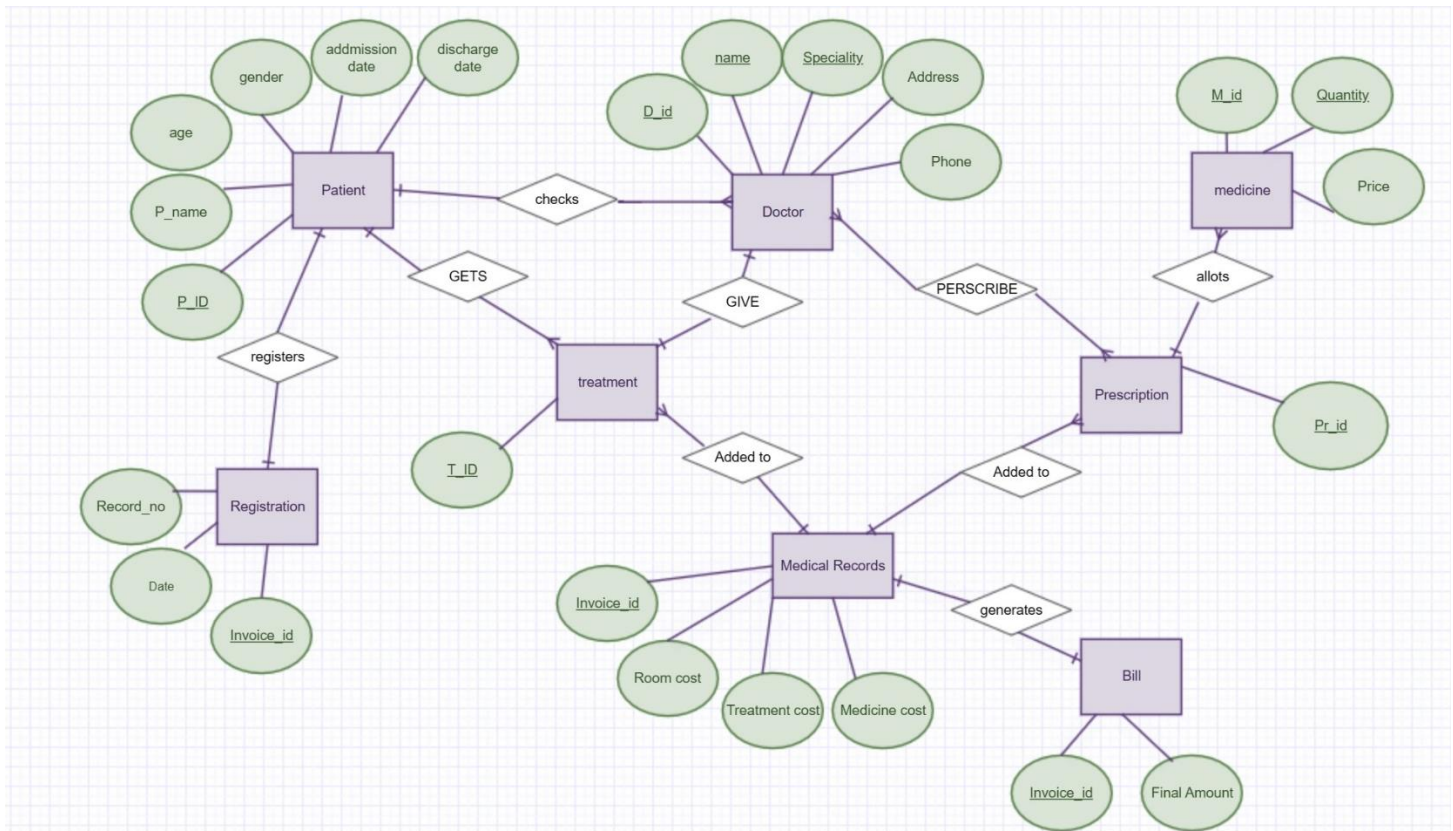 addmission
date
discharge
date
gender
age
P_name
P_ID
Patient
checks
name
Speciality
Address
D_id
Phone
Doctor
M_id
Quantity
Price
medicine
GETS
GIVE
PERSCRIBE
allots
registers
treatment
T_ID
Prescription
Pr_id
Added to
Added to
Record_no
Registration
Date
Invoice_id
Medical Records
Invoice_id
Room cost
Treatment cost
Medicine cost
generates
Bill
Invoice_id
Final Amount